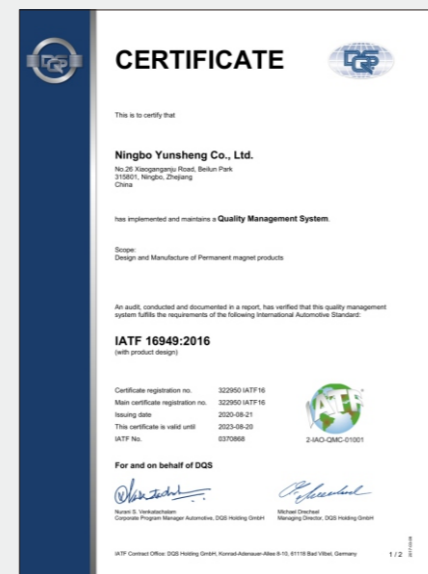 DQS
CERTIFICATE
DQS
This is to certify that
Ningbo Yunsheng Co., Ltd.
No.26 Xiaoganganju Road, Beilun Park
315801, Ningbo, Zhejiang
China
has implemented and maintains a Quality Management System.
Scope:
Design and Manufacture of Permanent magnet products
An audit, conducted and documented in a report, has verified that this quality management
system fulfills the requirements of the following International Automotive Standard:
IATF 16949:2016
(with product design)
Certificate registration no. 322950 IATF16
Main certificate registration no. 322950 IATF16
Issuing date 2020-08-21
This certificate is valid until 2023-08-20
IATF No. 0370868
IATF
2-IAO-QMC-01001
For and on behalf of DQS
Nurani S. Venkatachalam Michael Drechsel
Corporate Program Manager Automotive, DQS Holding GmbH Managing Director, DQS Holding GmbH
IATF Contract Office: DQS Holding GmbH, Konrad-Adenauer-Allee 8-10, 61118 Bad Vilbel, Germany 1 / 2